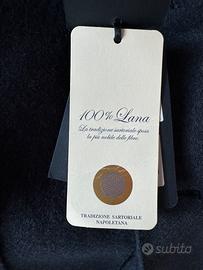 100% Lana
La tradizione sartoriale sposa
la più nobile delle fibre.
TRADIZIONE SARTORIALE
NAPOLETANA
subito